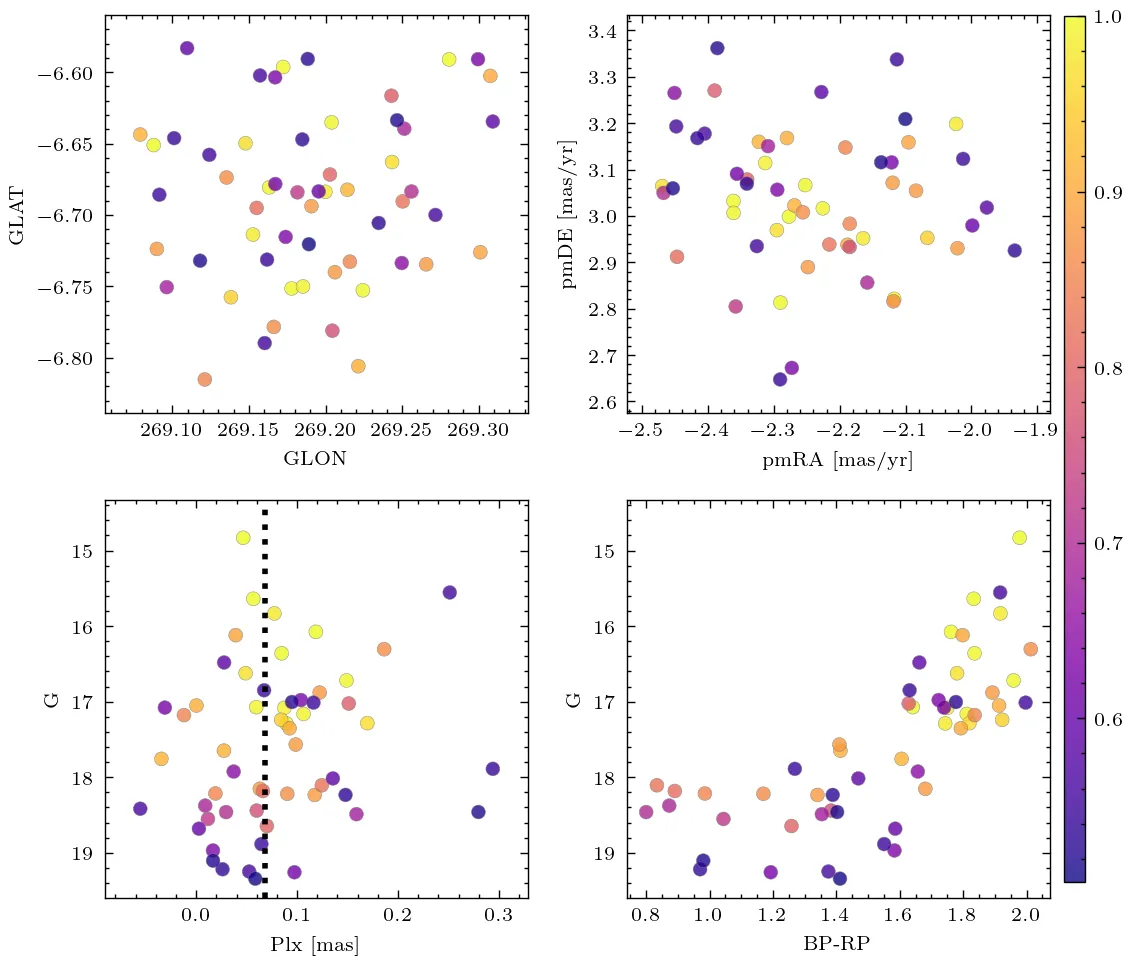 −6.60
−6.65
−6.70
−6.75
−6.80
GLAT
269.10 269.15 269.20 269.25 269.30
GLON
3.4
3.3
3.2
3.1
3.0
2.9
2.8
2.7
2.6
pmDE [mas/yr]
−2.5 −2.4 −2.3 −2.2 −2.1 −2.0 −1.9
pmRA [mas/yr]
1.0
0.9
0.8
0.7
0.6
15
16
17
18
19
G
0.0 0.1 0.2 0.3
Plx [mas]
15
16
17
18
19
G
0.8 1.0 1.2 1.4 1.6 1.8 2.0
BP-RP